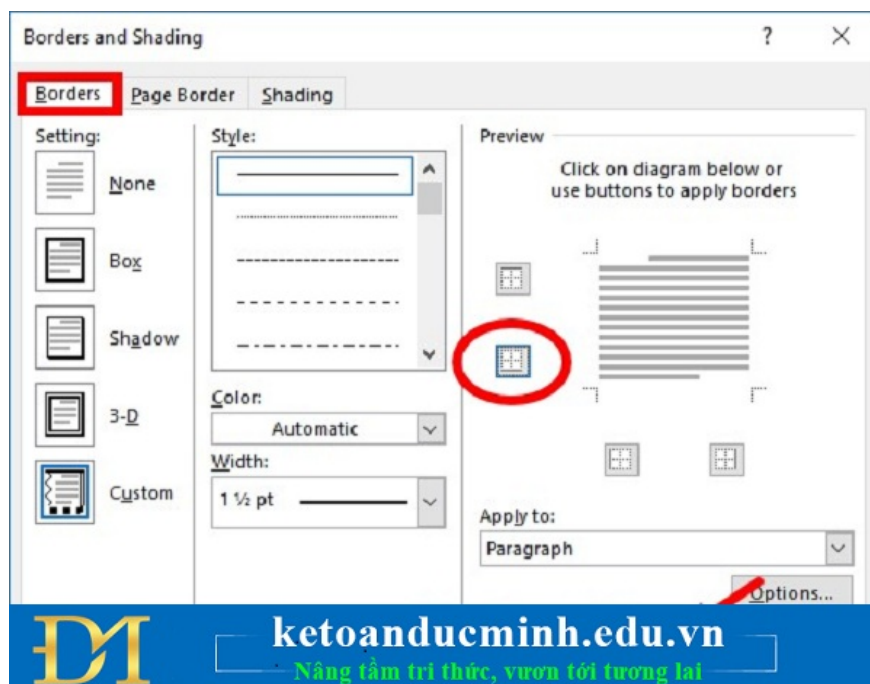 Borders and Shading
?
Borders
Page Border
Shading
Setting:
None
Box
Shadow
3-D
Custom
Style:
Color:
Automatic
Width:
1 ½ pt
Preview
Click on diagram below or
use buttons to apply borders
Apply to:
Paragraph
Options...
ĐM
ketoanducminh.edu.vn
Nâng tầm tri thức, vươn tới tương lai